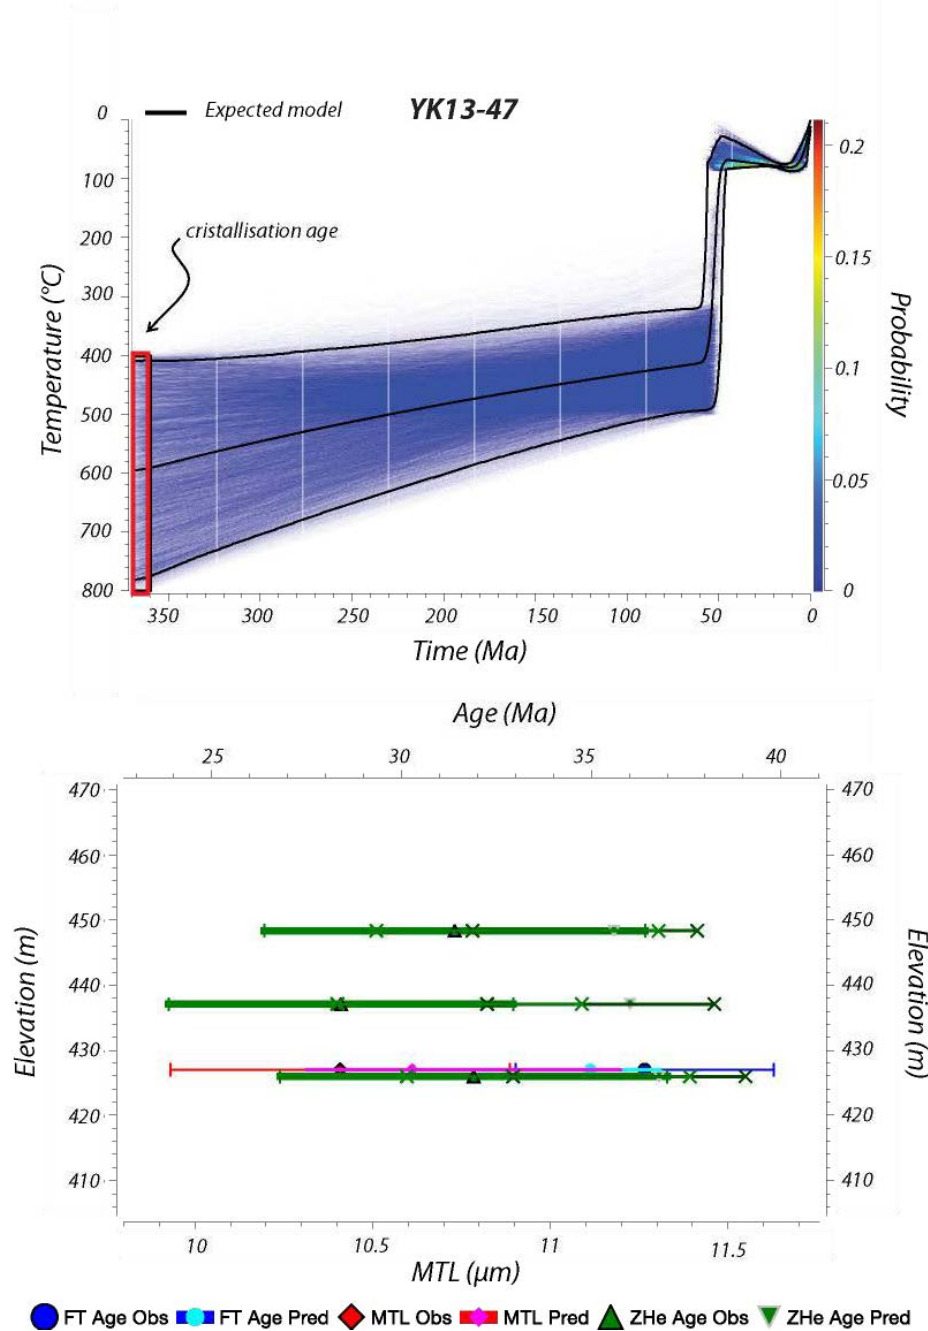 Expected model
YK13-47
cristallisation age
Temperature (°C)
0
100
200
300
400
500
600
700
800
350
300
250
200
150
100
50
0
Time (Ma)
0.2
0.15
0.1
0.05
0
Probability
Age (Ma)
25
30
35
40
Elevation (m)
470
460
450
440
430
420
410
470
460
450
440
430
420
410
Elevation (m)
10
10.5
11
11.5
MTL (µm)
FT Age Obs
FT Age Pred
MTL Obs
MTL Pred
ZHe Age Obs
ZHe Age Pred